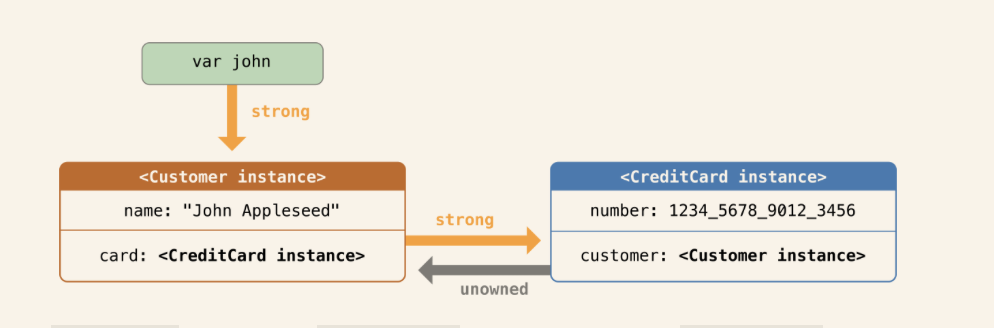 var john
strong
<Customer instance>
name: "John Appleseed"
card: <CreditCard instance>
strong
unowned
<CreditCard instance>
number: 1234_5678_9012_3456
customer: <Customer instance>